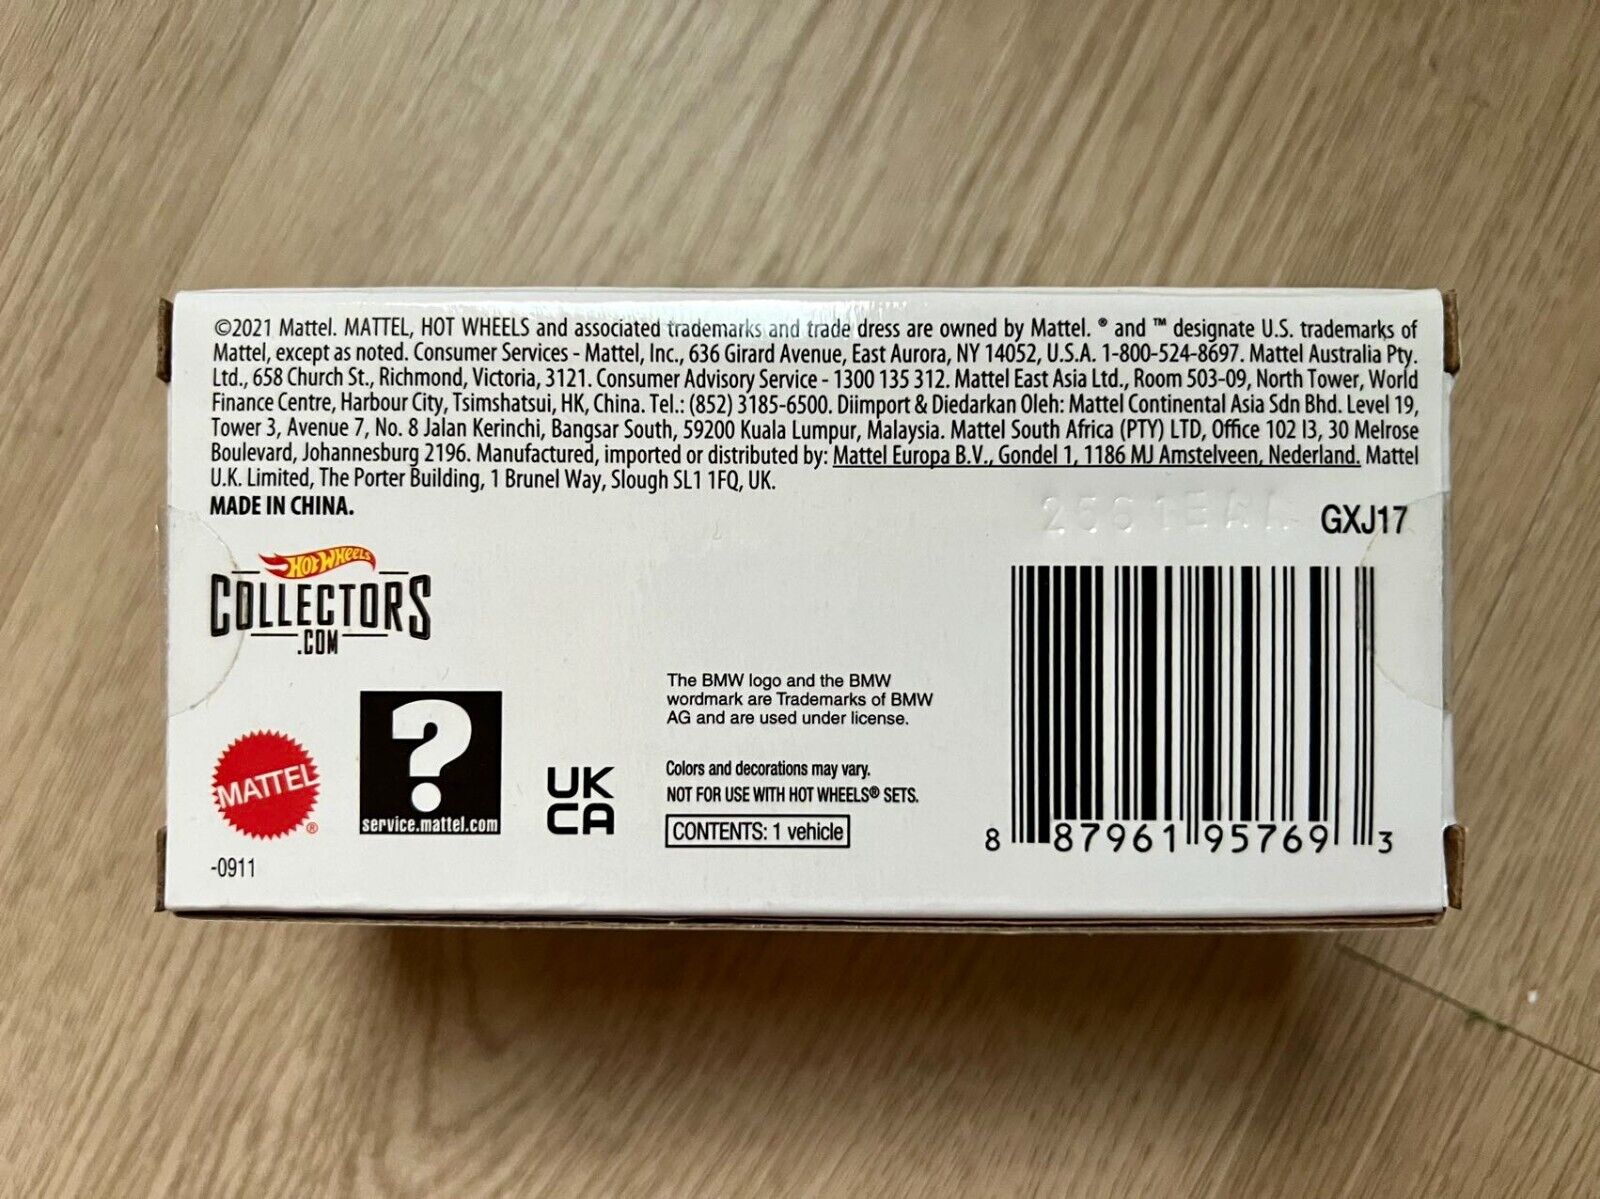 ©2021 Mattel. MATTEL, HOT WHEELS and associated trademarks and trade dress are owned by Mattel. ® and ™ designate U.S. trademarks of
Mattel, except as noted. Consumer Services - Mattel, Inc., 636 Girard Avenue, East Aurora, NY 14052, U.S.A. 1-800-524-8697. Mattel Australia Pty.
Ltd., 658 Church St., Richmond, Victoria, 3121. Consumer Advisory Service - 1300 135 312. Mattel East Asia Ltd., Room 503-09, North Tower, World
Finance Centre, Harbour City, Tsimshatsui, HK, China. Tel.: (852) 3185-6500. Diimport & Diedarkan Oleh: Mattel Continental Asia Sdn Bhd. Level 19,
Tower 3, Avenue 7, No. 8 Jalan Kerinchi, Bangsar South, 59200 Kuala Lumpur, Malaysia. Mattel South Africa (PTY) LTD, Office 102 I3, 30 Melrose
Boulevard, Johannesburg 2196. Manufactured, imported or distributed by: Mattel Europa B.V., Gondel 1, 1186 MJ Amstelveen, Nederland. Mattel
U.K. Limited, The Porter Building, 1 Brunel Way, Slough SL1 1FQ, UK.
MADE IN CHINA.
GXJ17
HOT WHEELS
COLLECTORS
.COM
MATTEL®
?
service.mattel.com
UK
CA
-0911
The BMW logo and the BMW
wordmark are Trademarks of BMW
AG and are used under license.
Colors and decorations may vary.
NOT FOR USE WITH HOT WHEELS® SETS.
CONTENTS: 1 vehicle
8 87961 95769 3